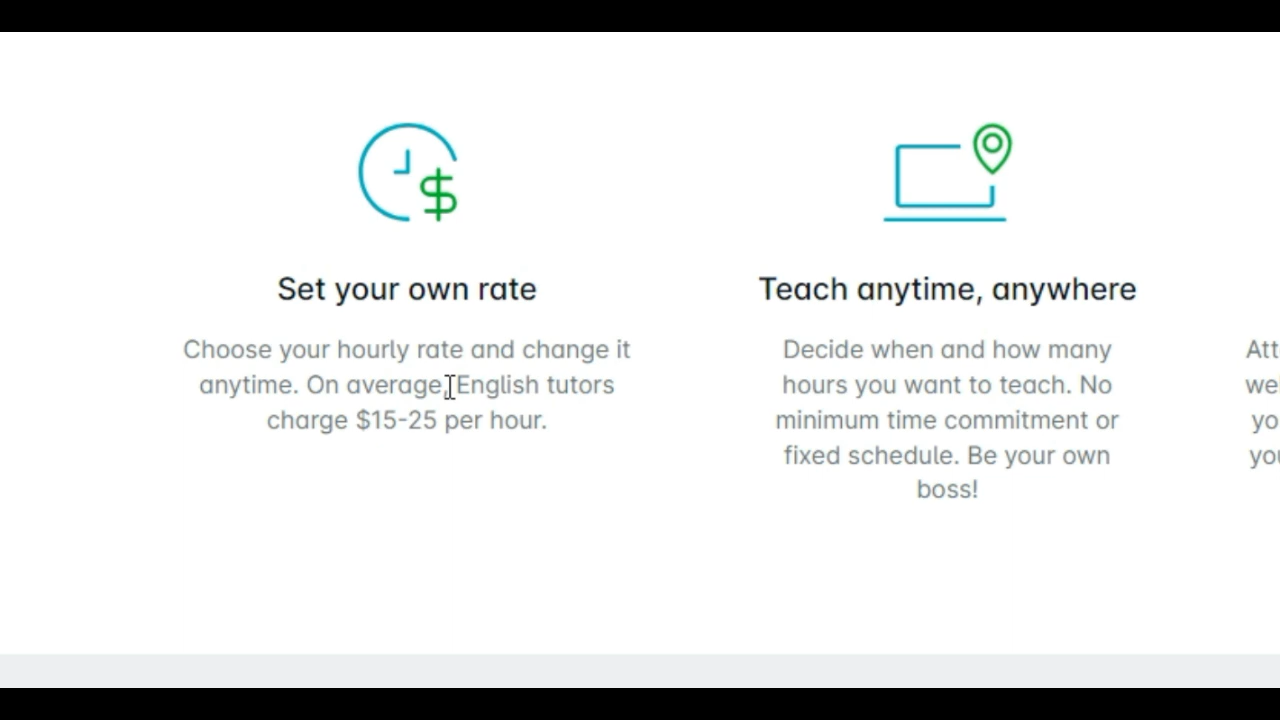 Set your own rate
Choose your hourly rate and change it
anytime. On average, English tutors
charge $15-25 per hour.
Teach anytime, anywhere
Decide when and how many
hours you want to teach. No
minimum time commitment or
fixed schedule. Be your own
boss!